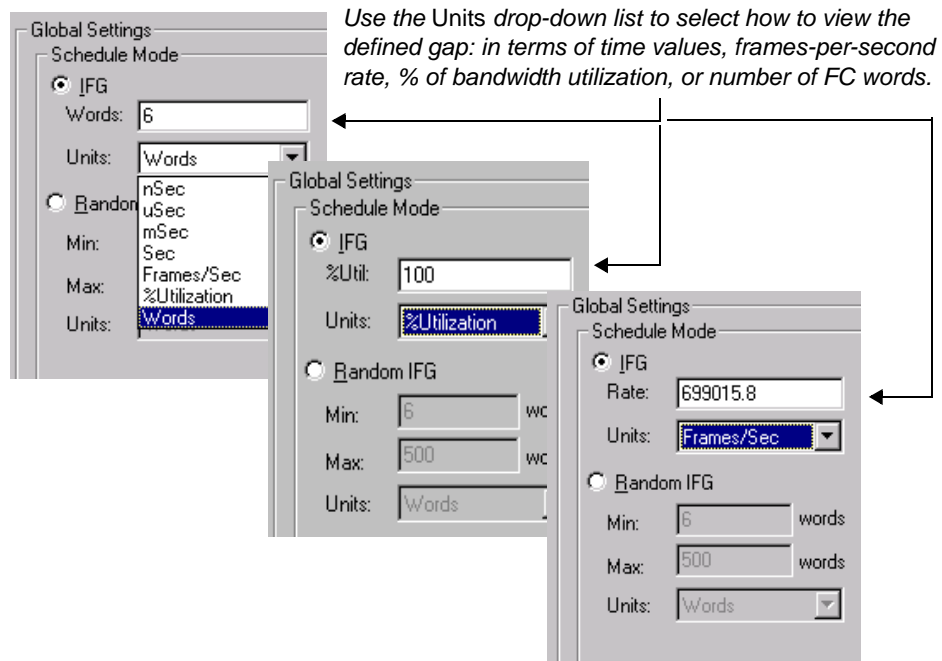 Use the Units drop-down list to select how to view the
defined gap: in terms of time values, frames-per-second
rate, % of bandwidth utilization, or number of FC words.
Global Settings
Schedule Mode
IFG
Words: 6
Units: Words
nSec
uSec
mSec
Sec
Frames/Sec
%Utilization
Words
Random
Min:
Max:
Units:
Global Settings
Schedule Mode
IFG
%Util: 100
Units: %Utilization
Random IFG
Min: 6 wo
Max: 500 wo
Units: Words
Global Settings
Schedule Mode
IFG
Rate: 699015.8
Units: Frames/Sec
Random IFG
Min: 6 words
Max: 500 words
Units: Words